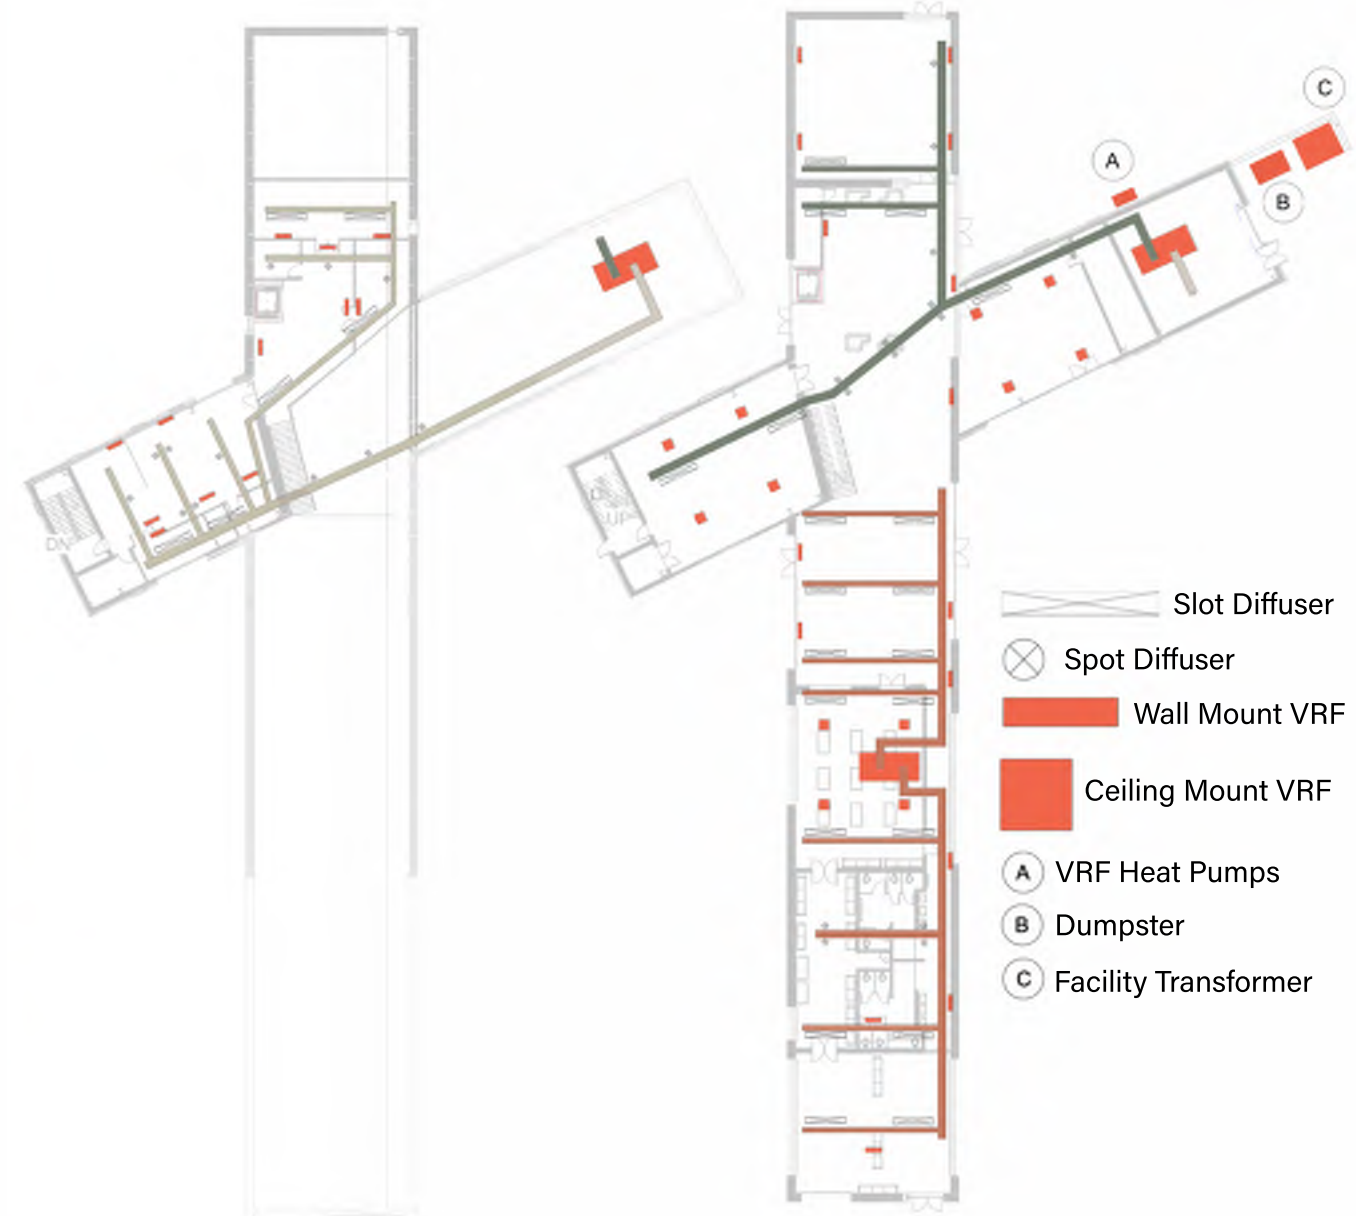 C
A
B
DN
UP
Slot Diffuser
Spot Diffuser
Wall Mount VRF
Ceiling Mount VRF
A VRF Heat Pumps
B Dumpster
C Facility Transformer